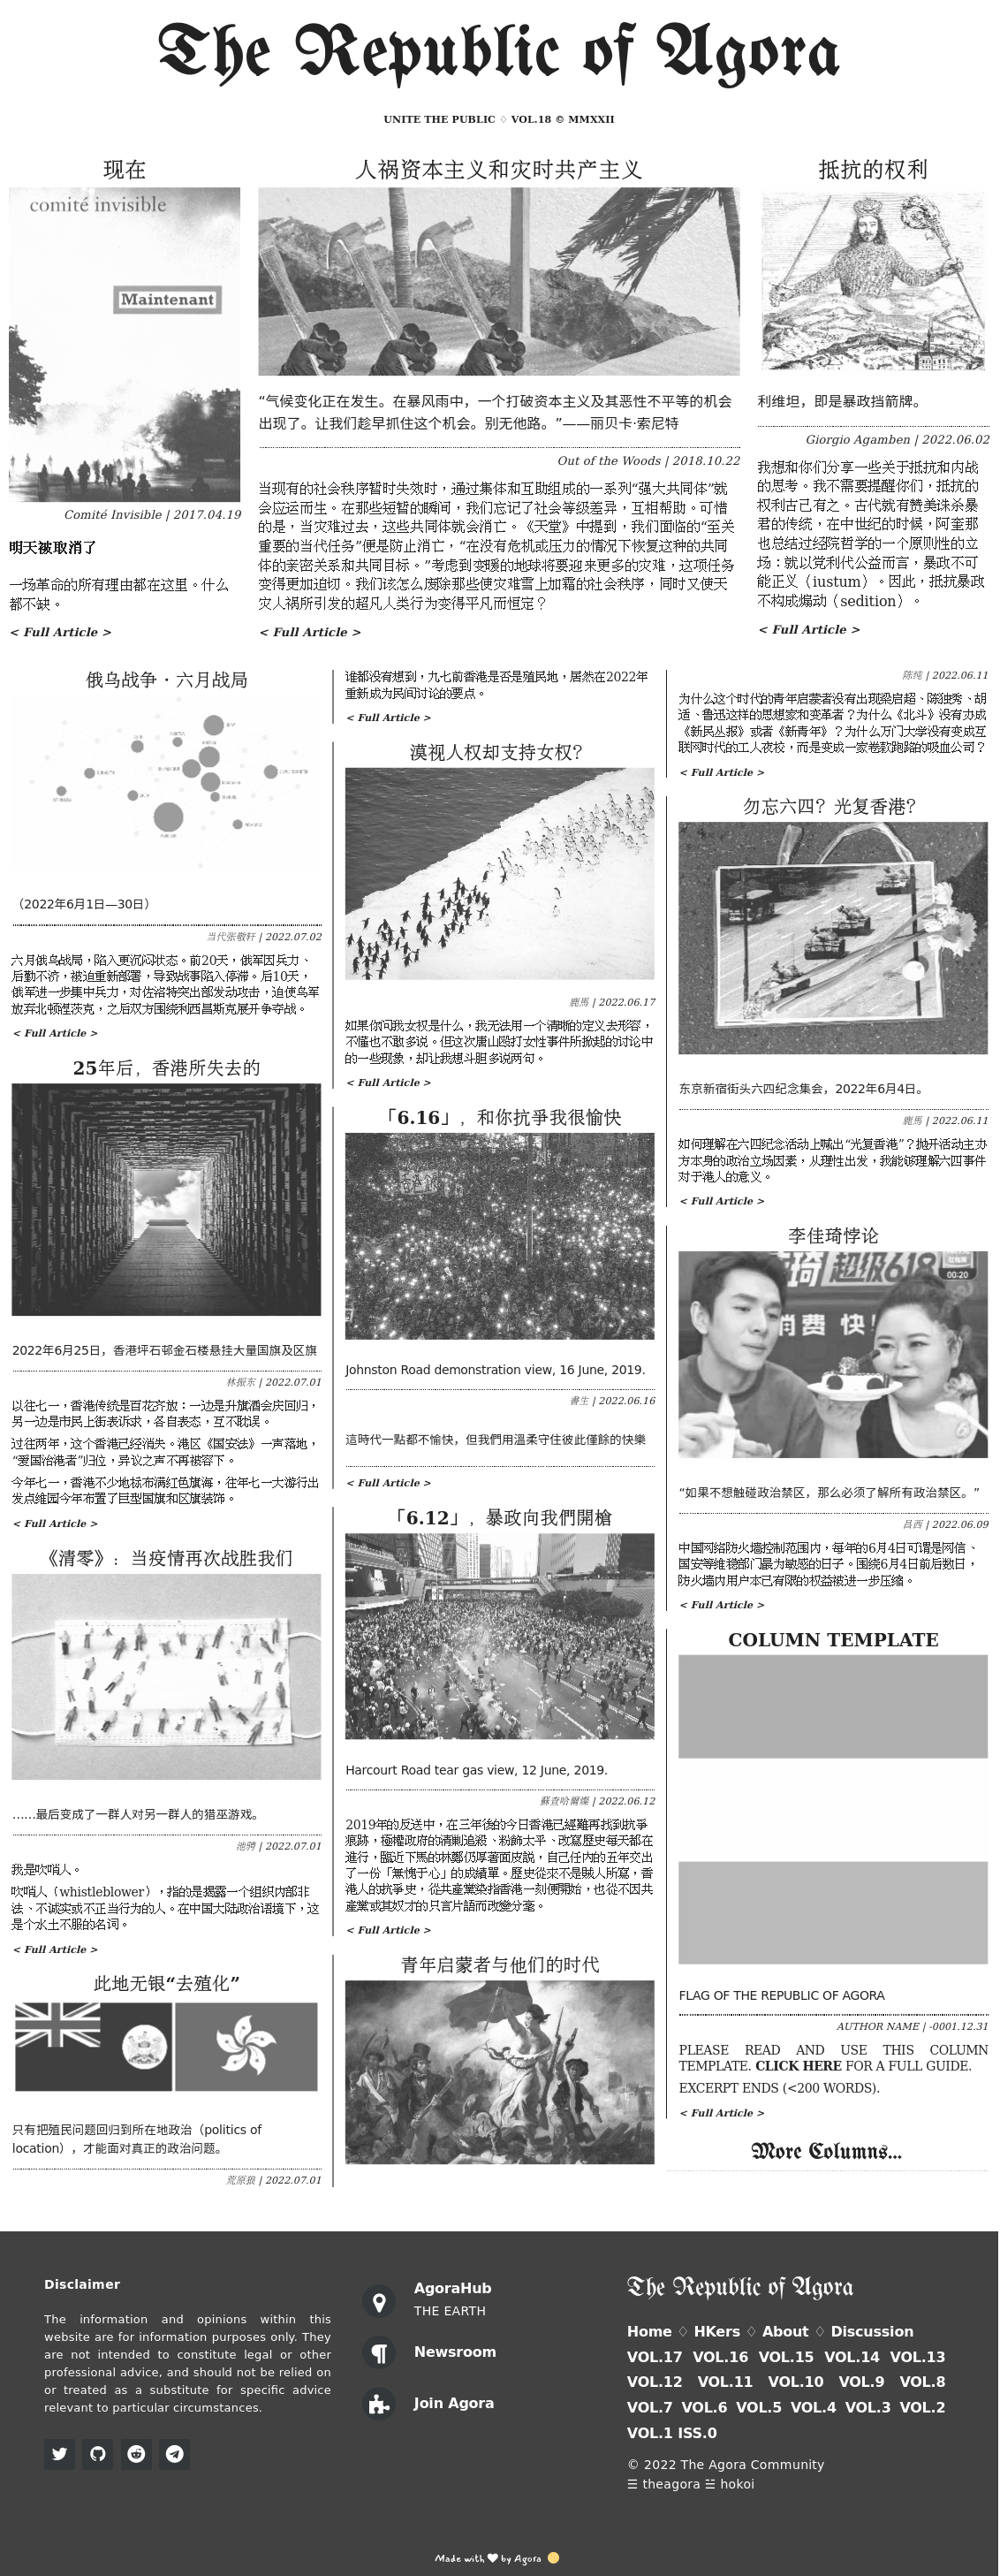 The Republic of Agora
UNITE THE PUBLIC ♢ VOL.18 © MMXXII
现在
comité invisible
Maintenant
Comité Invisible | 2017.04.19
明天被取消了
一场革命的所有理由都在这里。什么
都不缺。
< Full Article >
人祸资本主义和灾时共产主义
“气候变化正在发生。在暴风雨中，一个打破资本主义及其恶性不平等的机会
出现了。让我们趁早抓住这个机会。别无他路。”——丽贝卡·索尼特
Out of the Woods | 2018.10.22
当现有的社会秩序暂时失效时，通过集体和互助组成的一系列“强大共同体”就
会应运而生。在那些短暂的瞬间，我们忘记了社会等级差异，互相帮助。可惜
的是，当灾难过去，这些共同体就会消亡。《天堂》中提到，我们面临的“至关
重要的当代任务”便是防止消亡，“在没有危机或压力的情况下恢复这种的共同
体的亲密关系和共同目标。”考虑到变暖的地球将要迎来更多的灾难，这项任务
变得更加迫切。我们该怎么废除那些使灾难雪上加霜的社会秩序，同时又使天
灾人祸所引发的超凡人类行为变得平凡而恒定？
< Full Article >
抵抗的权利
利维坦，即是暴政挡箭牌。
Giorgio Agamben | 2022.06.02
我想和你们分享一些关于抵抗和内战
的思考。我不需要提醒你们，抵抗的
权利古已有之。古代就有赞美诛杀暴
君的传统，在中世纪的时候，阿奎那
也总结过经院哲学的一个原则性的立
场：就以党利代公益而言，暴政不可
能正义（iustum）。因此，抵抗暴政
不构成煽动（sedition）。
< Full Article >
俄乌战争 · 六月战局
（2022年6月1日—30日）
当代张敬轩 | 2022.07.02
六月俄乌战局，陷入更沉闷状态。前20天，俄军因兵力、
后勤不济，被迫重新部署，导致战事陷入停滞。后10天，
俄军进一步集中兵力，对佐洛特突出部发动攻击，迫使乌军
放弃北顿涅茨克，之后双方围绕利西昌斯克展开争夺战。
< Full Article >
25年后，香港所失去的
2022年6月25日，香港坪石邨金石楼悬挂大量国旗及区旗
林振东 | 2022.07.01
以往七一，香港传统是百花齐放：一边是升旗酒会庆回归，
另一边是市民上街表诉求，各自表态，互不耽误。
过往两年，这个香港已经消失。港区《国安法》一声落地，
“爱国治港者”归位，异议之声不再被容下。
今年七一，香港不少地标布满红色旗海，往年七一大游行出
发点维园今年布置了巨型国旗和区旗装饰。
< Full Article >
《清零》：当疫情再次战胜我们
……最后变成了一群人对另一群人的猎巫游戏。
池骋 | 2022.07.01
我是吹哨人。
吹哨人（whistleblower），指的是揭露一个组织内部非
法、不诚实或不正当行为的人。在中国大陆政治语境下，这
是个水土不服的名词。
< Full Article >
此地无银“去殖化”
只有把殖民问题回归到所在地政治（politics of
location），才能面对真正的政治问题。
荒原狼 | 2022.07.01
谁都没有想到，九七前香港是否是殖民地，居然在2022年
重新成为民间讨论的要点。
< Full Article >
漠视人权却支持女权？
鹿馬 | 2022.06.17
如果你问我女权是什么，我无法用一个清晰的定义去形容，
不懂也不敢多说。但这次唐山殴打女性事件所掀起的讨论中
的一些现象，却让我想斗胆多说两句。
< Full Article >
「6.16」，和你抗爭我很愉快
Johnston Road demonstration view, 16 June, 2019.
書生 | 2022.06.16
這時代一點都不愉快，但我們用溫柔守住彼此僅餘的快樂
< Full Article >
「6.12」，暴政向我們開槍
Harcourt Road tear gas view, 12 June, 2019.
蘇查哈爾燦 | 2022.06.12
2019年的反送中，在三年後的今日香港已經難再找到抗爭
痕跡，極權政府的清剿追殺、粉飾太平、改寫歷史每天都在
進行，臨近下馬的林鄭仍厚著面皮説，自己任内的五年交出
了一份「無愧于心」的成績單。歷史從來不是賊人所寫，香
港人的抗爭史，從共產黨染指香港一刻便開始，也從不因共
產黨或其奴才的只言片語而改變分毫。
< Full Article >
青年启蒙者与他们的时代
陈纯 | 2022.06.11
为什么这个时代的青年启蒙者没有出现梁启超、陈独秀、胡
适、鲁迅这样的思想家和变革者？为什么《北斗》没有办成
《新民丛报》或者《新青年》？为什么万门大学没有变成互
联网时代的工人夜校，而是变成一家卷款跑路的吸血公司？
< Full Article >
勿忘六四？光复香港？
东京新宿街头六四纪念集会，2022年6月4日。
鹿馬 | 2022.06.11
如何理解在六四纪念活动上喊出“光复香港”？抛开活动主办
方本身的政治立场因素，从理性出发，我能够理解六四事件
对于港人的意义。
< Full Article >
李佳琦悖论
琦 超级618
00:20
消费 快
“如果不想触碰政治禁区，那么必须了解所有政治禁区。”
昌西 | 2022.06.09
中国网络防火墙控制范围内，每年的6月4日可谓是网信、
国安等维稳部门最为敏感的日子。围绕6月4日前后数日，
防火墙内用户本已有限的权益被进一步压缩。
< Full Article >
COLUMN TEMPLATE
FLAG OF THE REPUBLIC OF AGORA
AUTHOR NAME | -0001.12.31
PLEASE READ AND USE THIS COLUMN
TEMPLATE. CLICK HERE FOR A FULL GUIDE.
EXCERPT ENDS (<200 WORDS).
< Full Article >
More Columns...
Disclaimer
The information and opinions within this
website are for information purposes only. They
are not intended to constitute legal or other
professional advice, and should not be relied on
or treated as a substitute for specific advice
relevant to particular circumstances.
AgoraHub
THE EARTH
Newsroom
Join Agora
The Republic of Agora
Home ♢ HKers ♢ About ♢ Discussion
VOL.17 VOL.16 VOL.15 VOL.14 VOL.13
VOL.12 VOL.11 VOL.10 VOL.9 VOL.8
VOL.7 VOL.6 VOL.5 VOL.4 VOL.3 VOL.2
VOL.1 ISS.0
© 2022 The Agora Community
☰ theagora ☱ hokoi
Made with ♥ by Agora